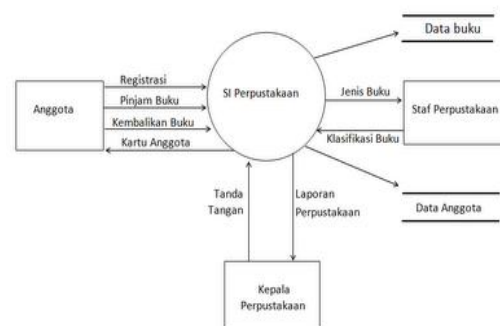 Data buku
Registrasi
SI Perpustakaan
Jenis Buku
Anggota
Pinjam Buku
Staf Perpustakaan
Kembalikan Buku
Klasifikasi Buku
Kartu Anggota
Tanda
Tangan
Laporan
Perpustakaan
Data Anggota
Kepala
Perpustakaan